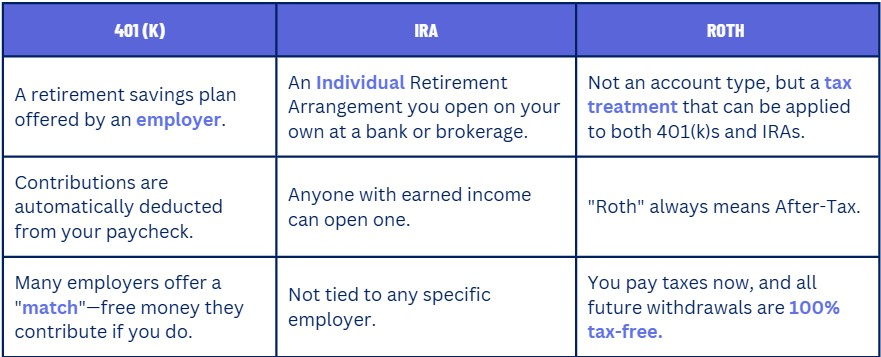 401 (K)
IRA
ROTH
A retirement savings plan
offered by an employer.
An Individual Retirement
Arrangement you open on your
own at a bank or brokerage.
Not an account type, but a tax
treatment that can be applied
to both 401(k)s and IRAs.
Contributions are
automatically deducted
from your paycheck.
Anyone with earned income
can open one.
"Roth" always means After-Tax.
Many employers offer a
"match"—free money they
contribute if you do.
Not tied to any specific
employer.
You pay taxes now, and all
future withdrawals are 100%
tax-free.